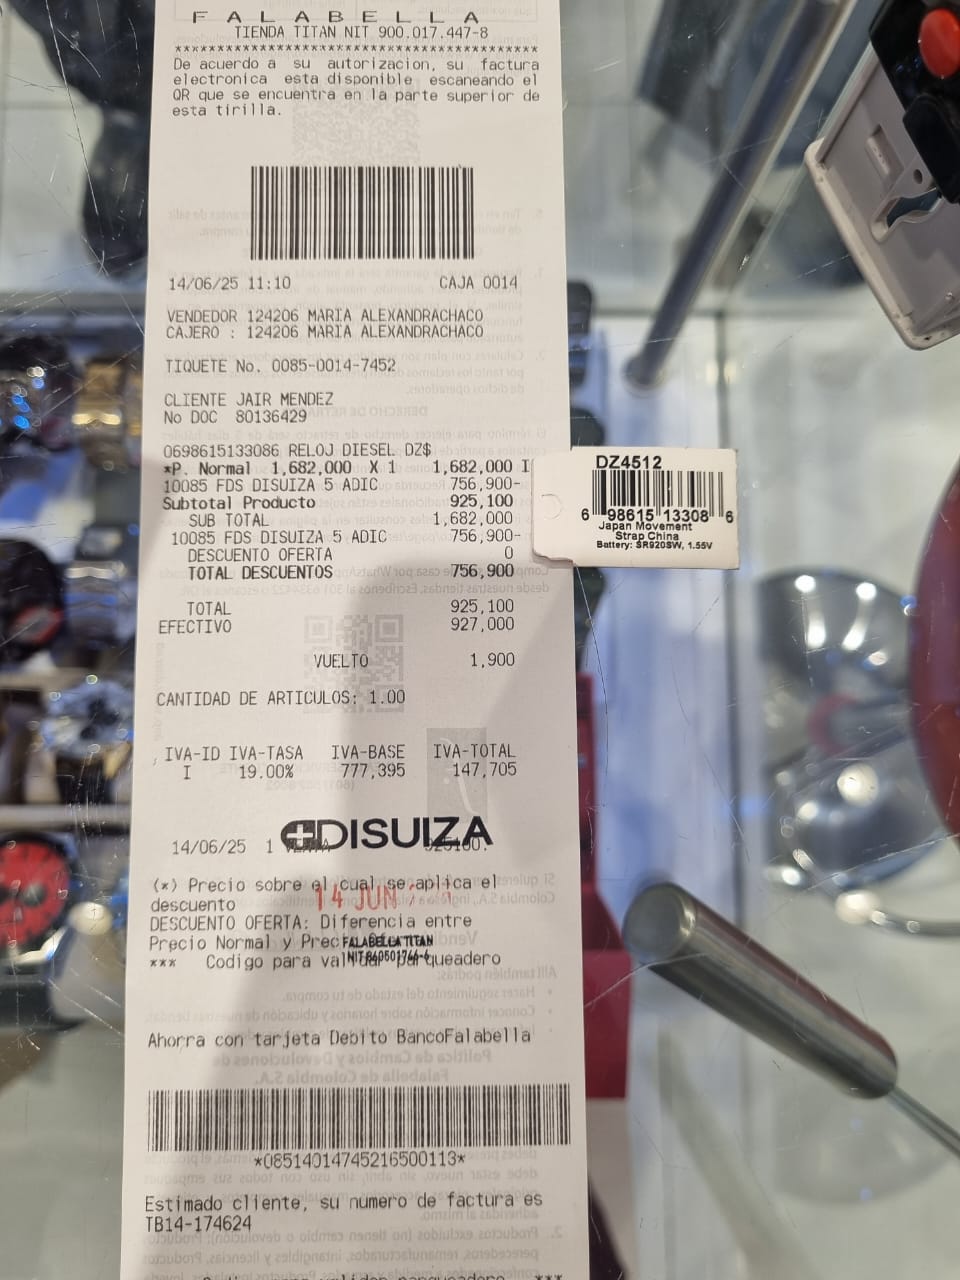 F A L A B E L L A
TIENDA TITAN NIT 900.017.447-8
******************************************
De acuerdo a su autorizacion, su factura
electronica esta disponible escaneando el
QR que se encuentra en la parte superior de
esta tirilla.
14/06/25 11:10 CAJA 0014
VENDEDOR 124206 MARIA ALEXANDRACHACO
CAJERO : 124206 MARIA ALEXANDRACHACO
TIQUETE No. 0085-0014-7452
CLIENTE JAIR MENDEZ
No DOC 80136429
0698615133086 RELOJ DIESEL DZ$
*P. Normal 1,682,000 X 1 1,682,000 I
10085 FDS DISUIZA 5 ADIC 756,900-
Subtotal Producto 925,100
SUB TOTAL 1,682,000
10085 FDS DISUIZA 5 ADIC 756,900-
DESCUENTO OFERTA 0
TOTAL DESCUENTOS 756,900
TOTAL 925,100
EFECTIVO 927,000
VUELTO 1,900
CANTIDAD DE ARTICULOS: 1.00
IVA-ID IVA-TASA IVA-BASE IVA-TOTAL
I 19.00% 777,395 147,705
DISUIZA
14/06/25 1
(*) Precio sobre el cual se aplica el
descuento
14 JUN
DESCUENTO OFERTA: Diferencia entre
Precio Normal y
FALABELLA TITAN
*** Codigo para validar parqueadero
Ahorra con tarjeta Debito BancoFalabella
*08514014745216500113*
Estimado cliente, su numero de factura es
TB14-174624
DZ4512
6 98615 13308 6
Japan Movement
Strap China
Battery: SR920SW, 1.55V